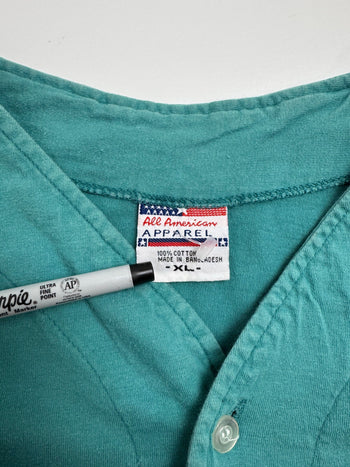 All American
APPAREL
100% COTTON
MADE IN BANGLADESH
- XL -
ULTRA
FINE
POINT
AP